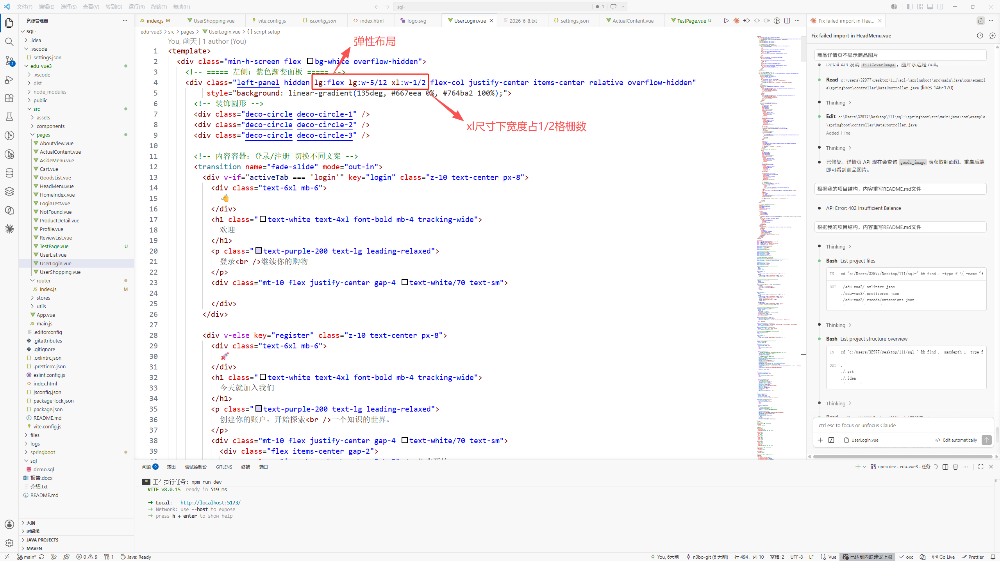 文件(F) 编辑(E) 选择(S) 查看(V) 转到(G) 运行(R) 终端(T) 帮助(H)
sql-
1
资源管理器
index.js M
UserShopping.vue
vite.config.js
jsconfig.json
index.html
logo.svg
UserLogin.vue
2026-6-8.txt
settings.json
ActualContent.vue
TestPage.vue U
Fix failed import in Hea...
edu-vue3 > src > pages > UserLogin.vue > { } script setup
SQL-
.idea
.vscode
settings.json
edu-vue3
.vscode
dist
node_modules
public
src
assets
components
pages
AboutView.vue
ActualContent.vue
AsideMenu.vue
Cart.vue
GoodsList.vue
HeadMenu.vue
HomeIndex.vue
LoginTest.vue
NotFound.vue
ProductDetail.vue
Profile.vue
ReviewList.vue
TestPage.vue U
UserList.vue
UserLogin.vue
UserShopping.vue
router
index.js M
stores
utils
App.vue
main.js
.editorconfig
.gitattributes
.gitignore
.oxlintrc.json
.prettierrc.json
eslint.config.js
index.html
jsconfig.json
package-lock.json
package.json
README.md
vite.config.js
files
logs
springboot
sql
demo.sql
报告.docx
介绍.txt
README.md
大纲
时间线
JAVA PROJECTS
MAVEN
2
You, 前天 | 1 author (You)
弹性布局
1 <template>
2 <div class="min-h-screen flex bg-white overflow-hidden">
3 <!-- ===== 左侧：紫色渐变面板 ===== -->
4 <div class="left-panel hidden lg:flex lg:w-5/12 xl:w-1/2 flex-col justify-center items-center relative overflow-hidden"
5 style="background: linear-gradient(135deg, #667eea 0%, #764ba2 100%);">
6 <!-- 装饰圆形 -->
7 <div class="deco-circle deco-circle-1" />
8 <div class="deco-circle deco-circle-2" />
xl尺寸下宽度占1/2格栅数
9 <div class="deco-circle deco-circle-3" />
10
11 <!-- 内容容器：登录/注册 切换不同文案 -->
12 <transition name="fade-slide" mode="out-in">
13 <div v-if="activeTab === 'login'" key="login" class="z-10 text-center px-8">
14 <div class="text-6xl mb-6">
15 👋
16 </div>
17 <h1 class="text-white text-4xl font-bold mb-4 tracking-wide">
18 欢迎
19 </h1>
20 <p class="text-purple-200 text-lg leading-relaxed">
21 登录<br />继续你的购物
22 </p>
23 <div class="mt-10 flex justify-center gap-4 text-white/70 text-sm">
24
25 </div>
26 </div>
27
28 <div v-else key="register" class="z-10 text-center px-8">
29 <div class="text-6xl mb-6">
30 🚀
31 </div>
32 <h1 class="text-white text-4xl font-bold mb-4 tracking-wide">
33 今天就加入我们
34 </h1>
35 <p class="text-purple-200 text-lg leading-relaxed">
36 创建你的账户，开始探索<br />一个知识的世界。
37 </p>
38 <div class="mt-10 flex justify-center gap-4 text-white/70 text-sm">
39 <div class="flex items-center gap-2">
Fix failed import in HeadMenu.vue
商品详情页不显示商品图片
Detail API 没调 fillCoverImage，图片永远是 null。
Read c:\Users\32977\Desktop\111\sql-\springboot\src\main\java\com\exampl
e\springboot\controller\DataController.java (lines 146-170)
Thinking
Edit c:\Users\32977\Desktop\111\sql-\springboot\src\main\java\com\example
\springboot\controller\DataController.java
Added 1 line
Thinking
已修复。详情页 API 现在会查询 goods_image 表获取封面图。重启后端
即可看到商品图片。
根据我的项目结构，内容重写README.md文件
API Error: 402 Insufficient Balance
根据我的项目结构，内容重写README.md文件
Thinking
Bash List project files
IN cd "c:/Users/32977/Desktop/111/sql-" && find . -type f \( -name "*
OUT ./edu-vue3/.oxlintrc.json
./edu-vue3/.prettierrc.json
./edu-vue3/.vscode/extensions.json
Thinking
Bash List project structure overview
IN cd "c:/Users/32977/Desktop/111/sql-" && find . -maxdepth 1 -type f
OUT .
./.git
./.idea
Thinking
ctrl esc to focus or unfocus Claude
UserLogin.vue
Edit automatically
问题 9 输出 调试控制台 GITLENS 终端 端口
npm: dev - edu-vue3 - 任务
* 正在执行任务: npm run dev
VITE v8.0.15 ready in 519 ms
➜ Local: http://localhost:5173/
➜ Network: use --host to expose
➜ press h + enter to show help
main* 0 9 1 Java: Ready
You, 6天前 n0bo-git (6 天前) 行 494，列 10 空格: 2 UTF-8 LF Vue 已达到内联建议上限 oxc Go Live Prettier